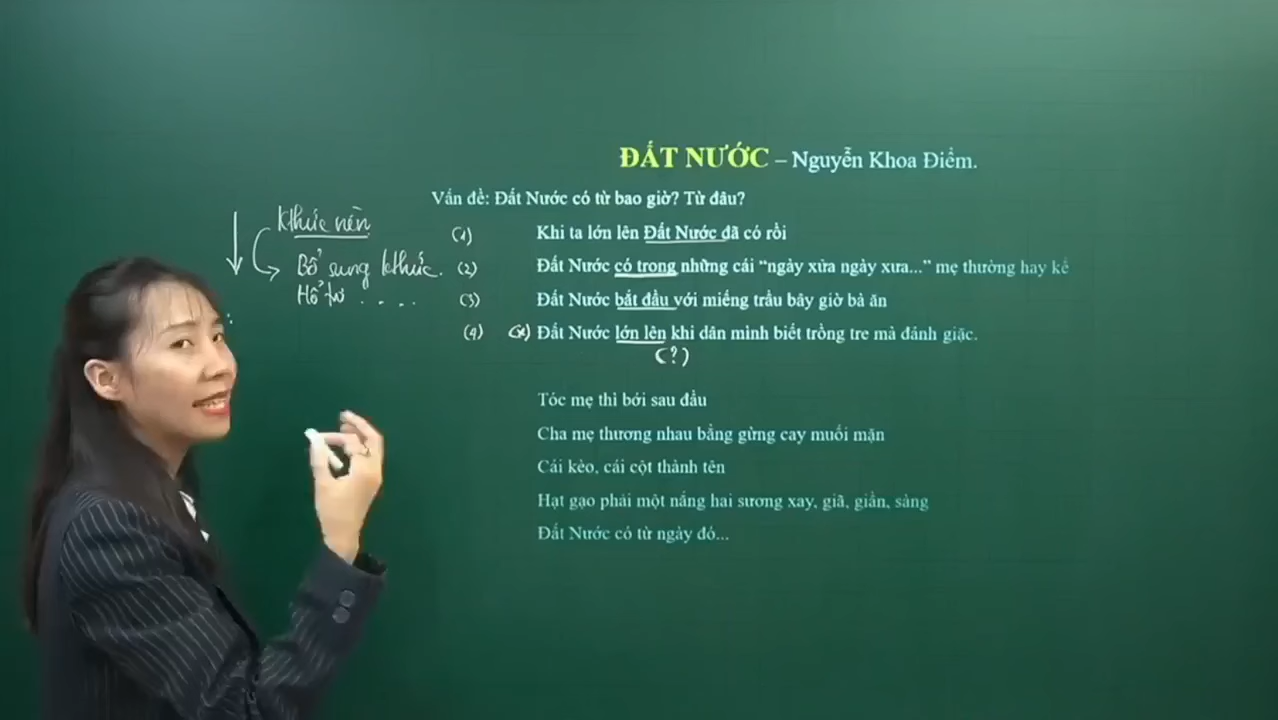 ĐẤT NƯỚC – Nguyễn Khoa Điềm.
Vấn đề: Đất Nước có từ bao giờ? Từ đâu?
Khi ta lớn lên Đất Nước đã có rồi
Đất Nước có trong những cái “ngày xửa ngày xưa...” mẹ thường hay kể
Đất Nước bắt đầu với miếng trầu bây giờ bà ăn
Đất Nước lớn lên khi dân mình biết trồng tre mà đánh giặc.
(1)
(2)
(3)
(4) (*)
(?)
Khúc nền
Bổ sung khúc.
Hỗ trợ . . . .
Tóc mẹ thì bới sau đầu
Cha mẹ thương nhau bằng gừng cay muối mặn
Cái kèo, cái cột thành tên
Hạt gạo phải một nắng hai sương xay, giã, giần, sàng
Đất Nước có từ ngày đó...